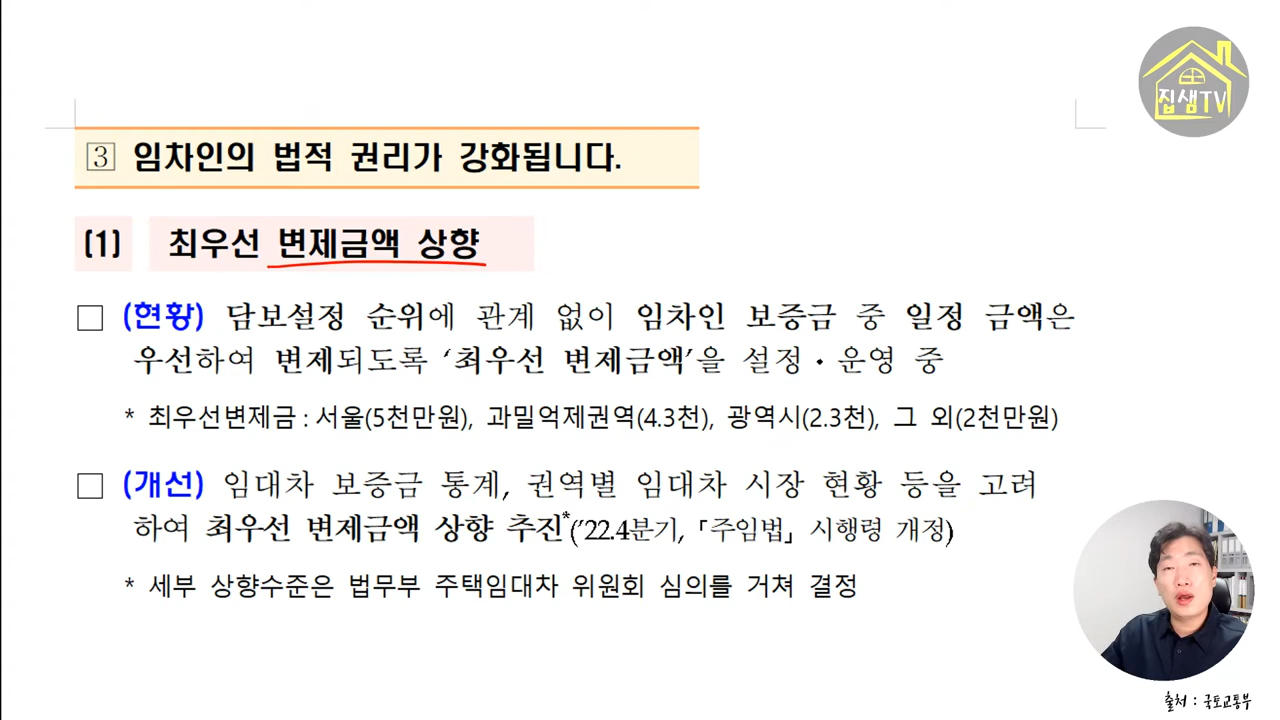 집샘TV
3 임차인의 법적 권리가 강화됩니다.
(1) 최우선 변제금액 상향
□ (현황) 담보설정 순위에 관계 없이 임차인 보증금 중 일정 금액은
우선하여 변제되도록 ‘최우선 변제금액’을 설정·운영 중
* 최우선변제금 : 서울(5천만원), 과밀억제권역(4.3천), 광역시(2.3천), 그 외(2천만원)
□ (개선) 임대차 보증금 통계, 권역별 임대차 시장 현황 등을 고려
하여 최우선 변제금액 상향 추진*(’22.4분기, 「주임법」 시행령 개정)
* 세부 상향수준은 법무부 주택임대차 위원회 심의를 거쳐 결정
출처 : 국토교통부